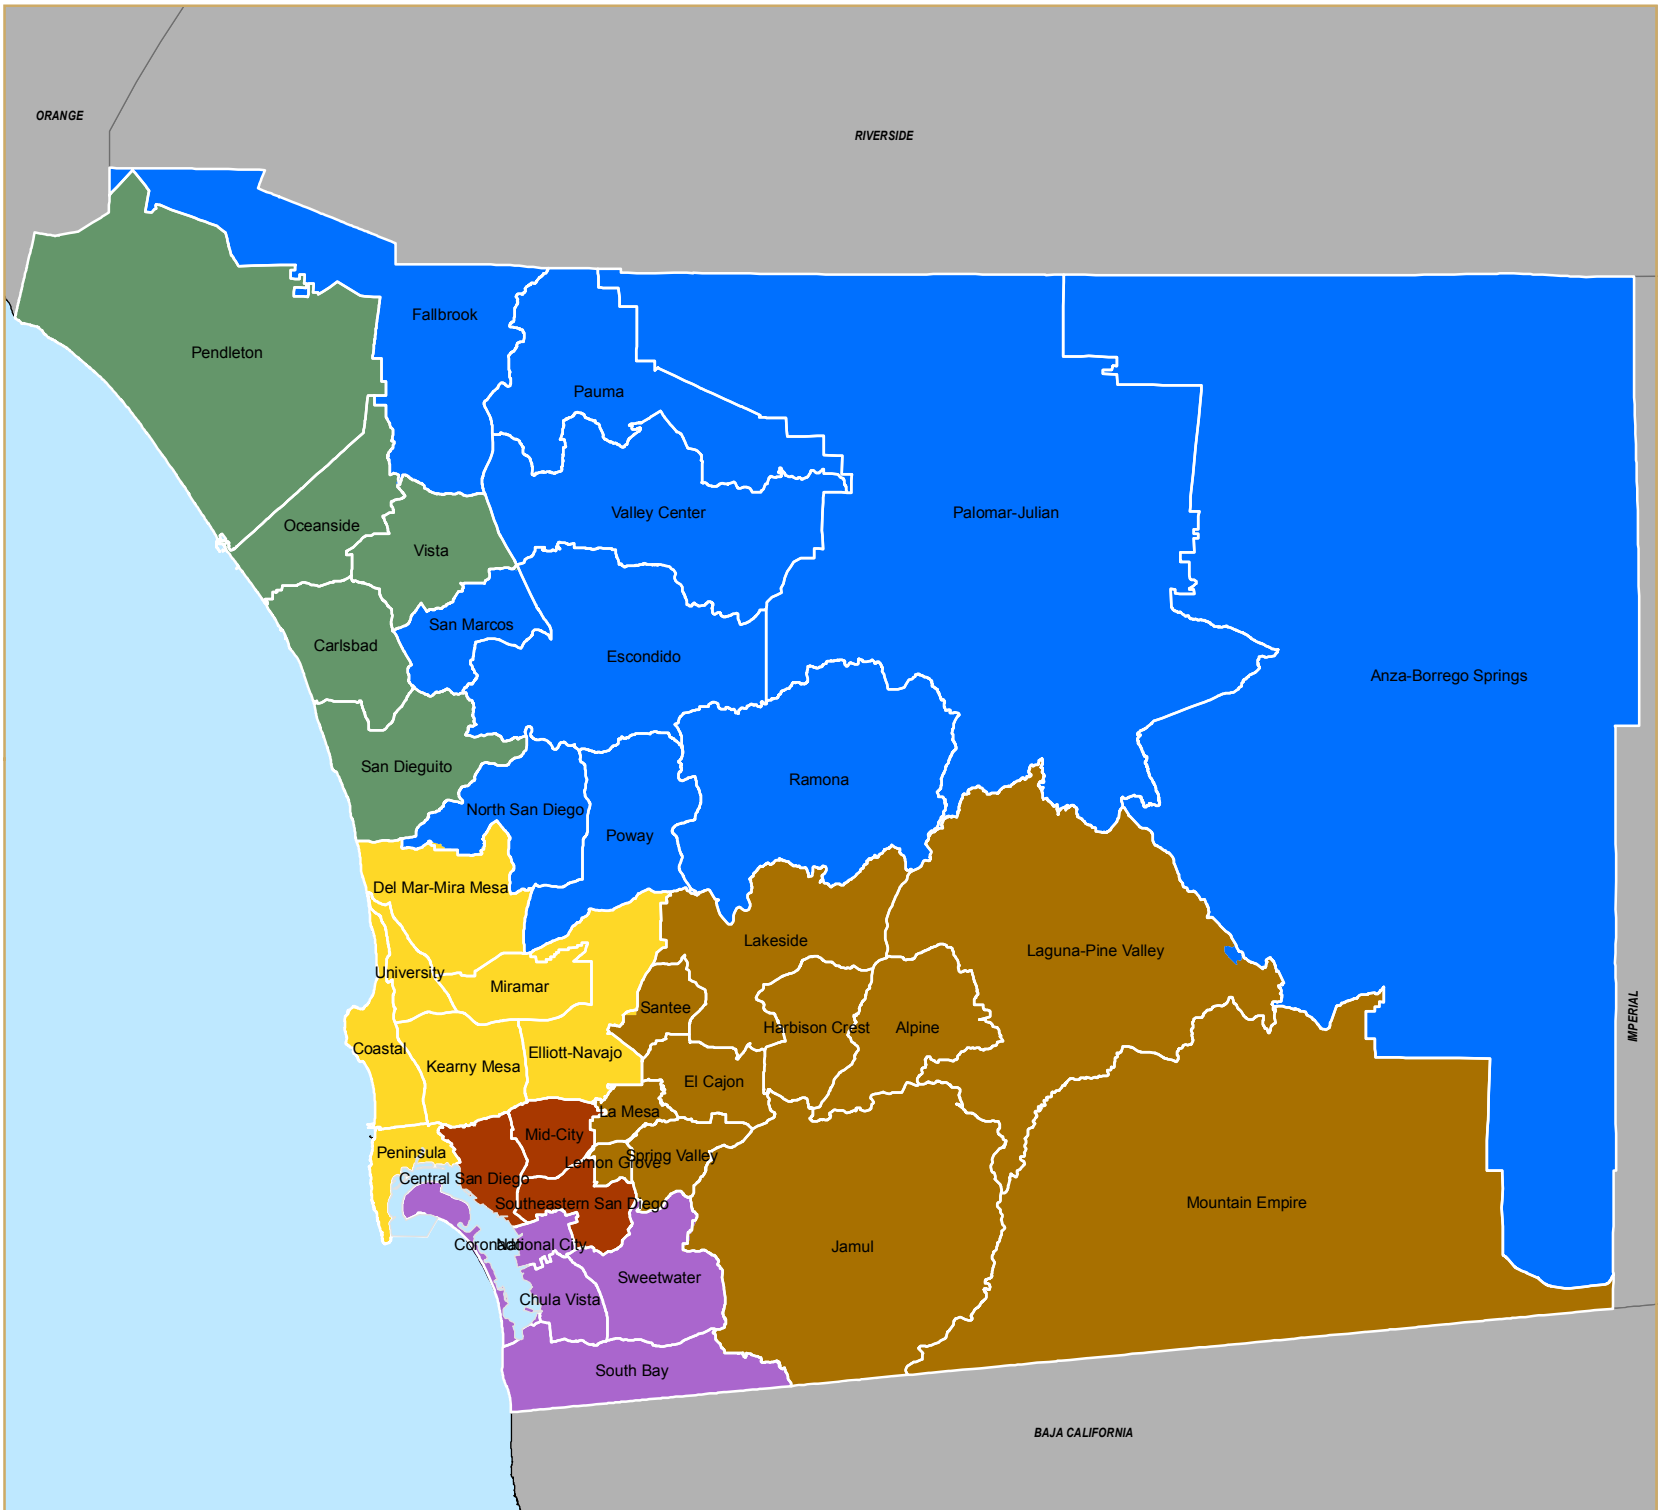 ORANGE
RIVERSIDE
Fallbrook
Pendleton
Pauma
Valley Center
Palomar-Julian
Oceanside
Vista
San Marcos
Carlsbad
Escondido
Anza-Borrego Springs
San Dieguito
Ramona
North San Diego
Poway
Del Mar-Mira Mesa
Lakeside
Laguna-Pine Valley
University
Miramar
Santee
Harbison Crest
Alpine
IMPERIAL
Coastal
Elliott-Navajo
Kearny Mesa
El Cajon
La Mesa
Mid-City
Peninsula
Lemon Grove
Spring Valley
Central San Diego
Southeastern San Diego
Mountain Empire
Coronado
National City
Jamul
Sweetwater
Chula Vista
South Bay
BAJA CALIFORNIA